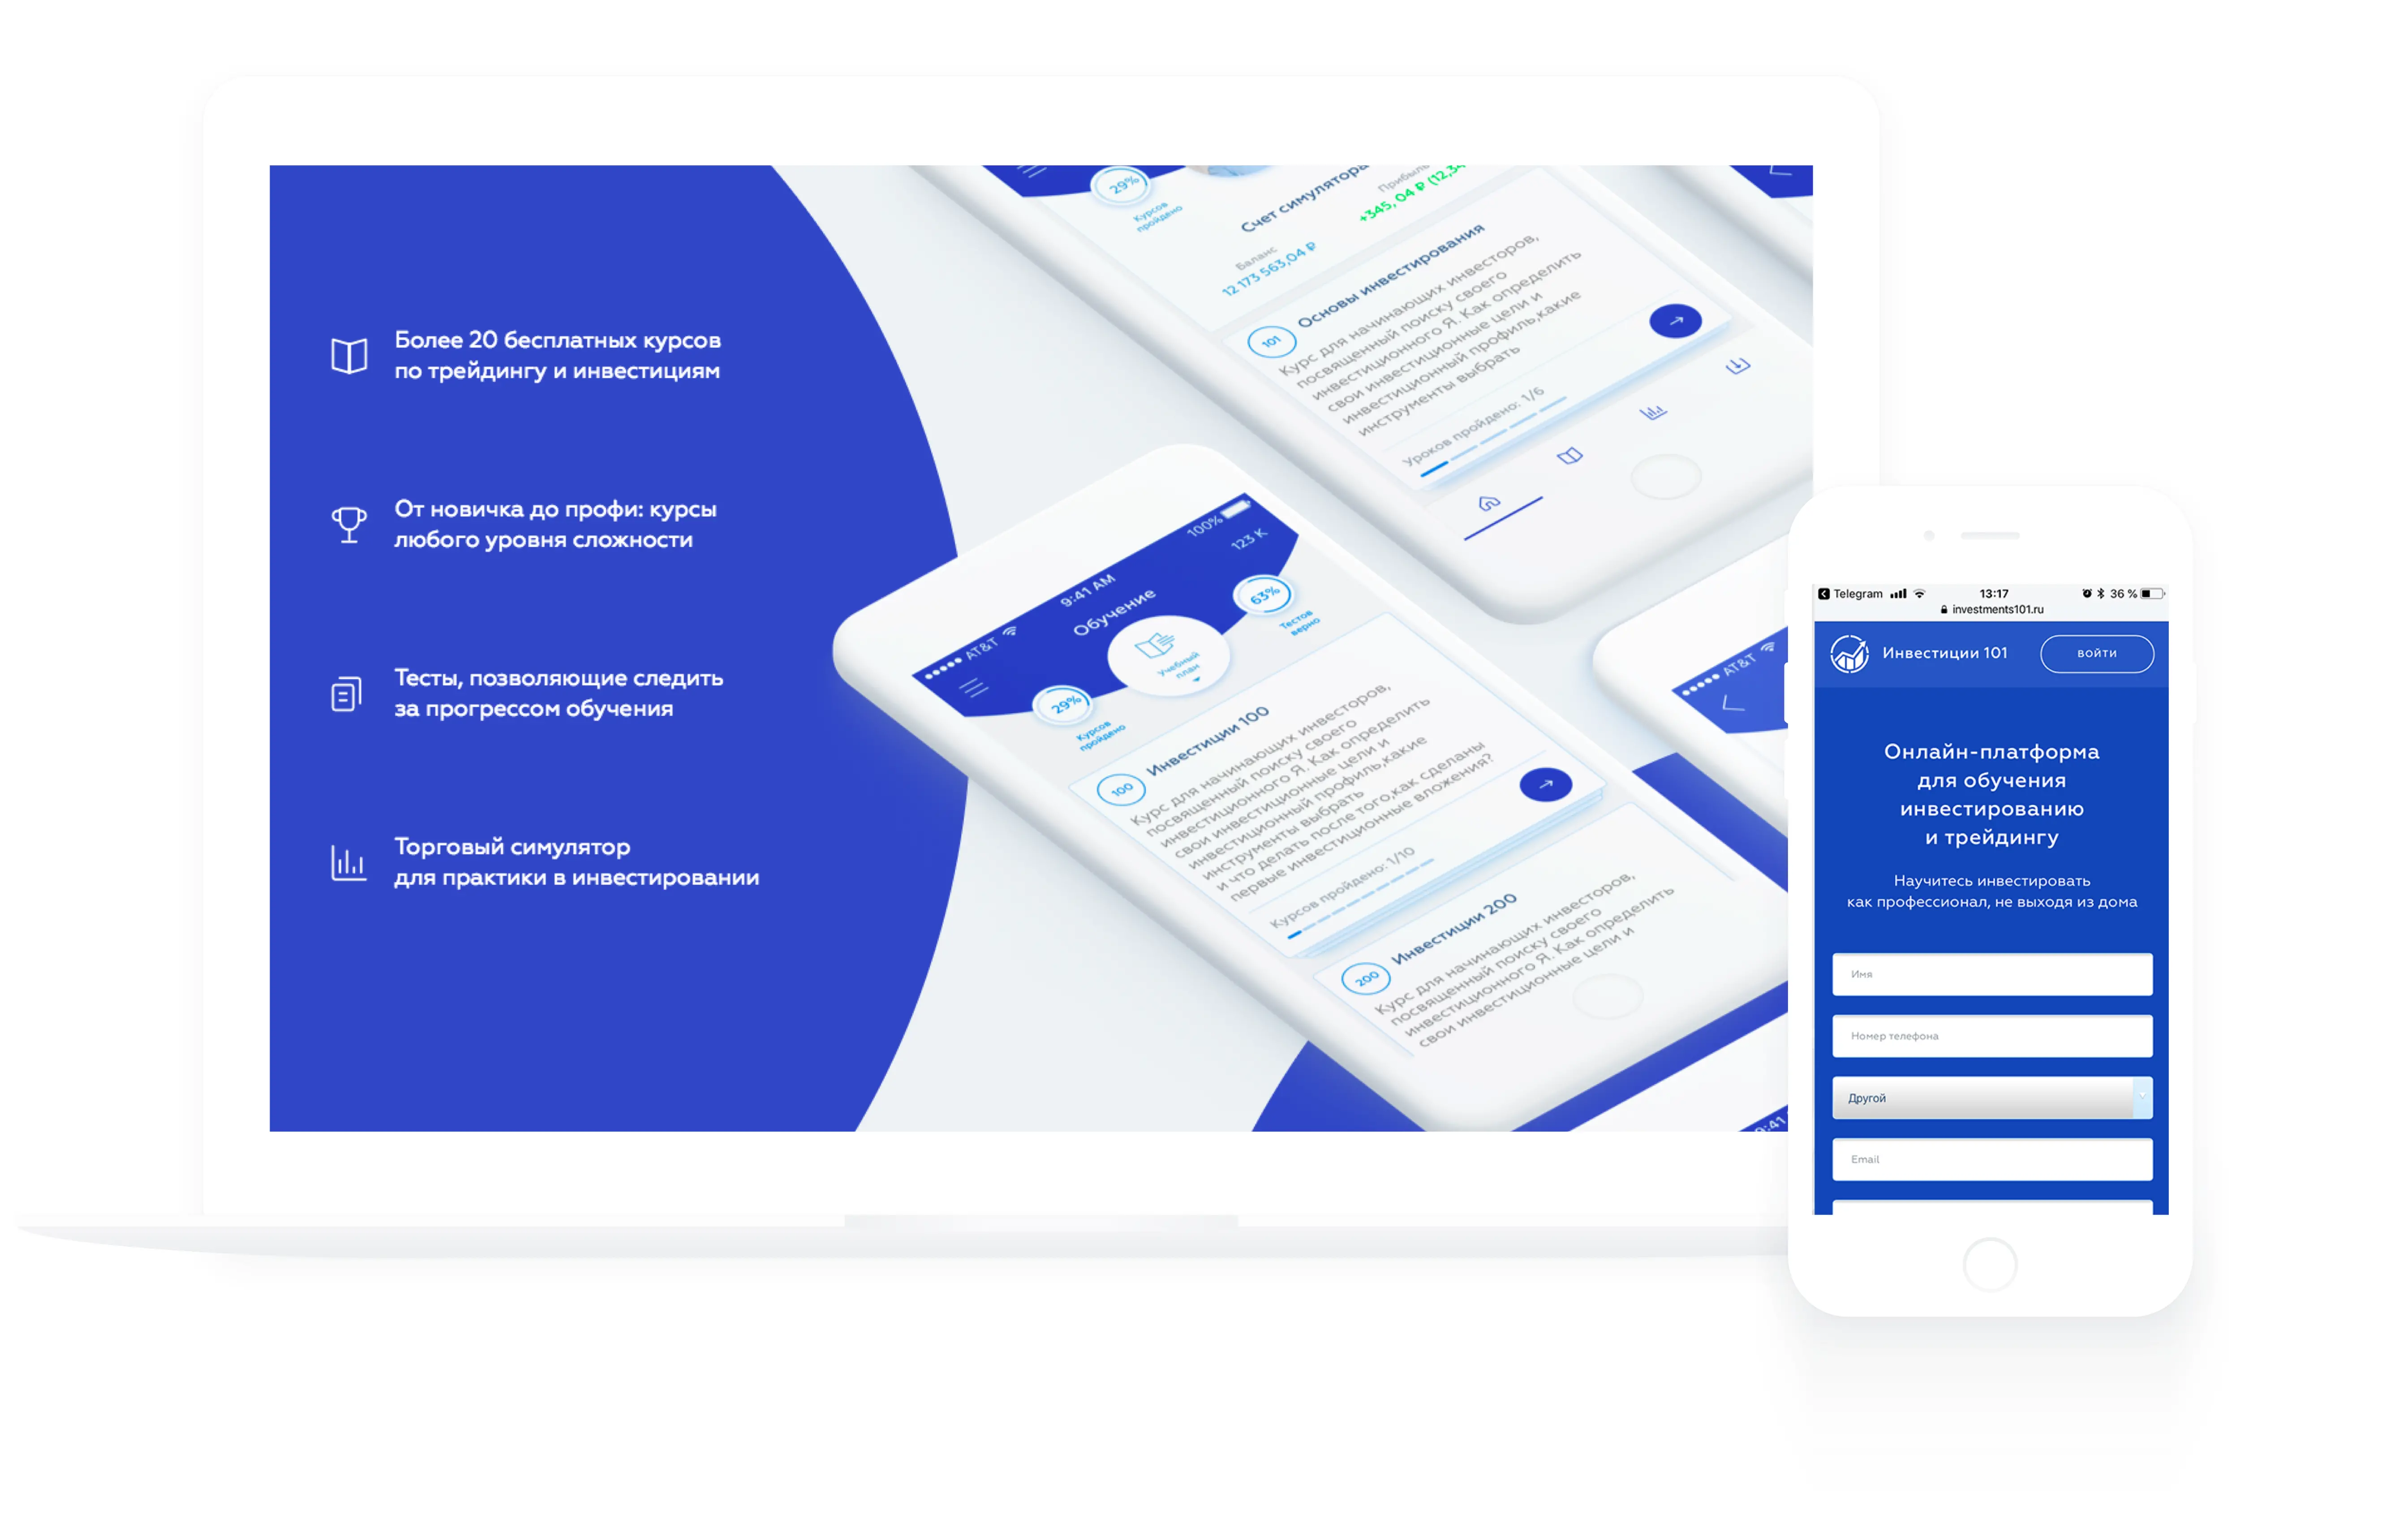 Более 20 бесплатных курсов
по трейдингу и инвестициям
От новичка до профи: курсы
любого уровня сложности
Тесты, позволяющие следить
за прогрессом обучения
Торговый симулятор
для практики в инвестировании
29%
Курсов
пройдено
Счет симулятора
Прибыль
+345, 04 ₽ (12,34
Баланс
12 173 563,04 ₽
101
Основы инвестирования
Курс для начинающих инвесторов,
посвященный поиску своего
инвестиционного Я. Как определить
свои инвестиционные цели и
инвестиционный профиль,какие
инструменты выбрать
Уроков пройдено: 1/6
AT&T
9:41 AM
100%
Обучение
123 K
29%
Курсов
пройдено
Учебный
план
63%
Тестов
верно
100
Инвестиции 100
Курс для начинающих инвесторов,
посвященный поиску своего
инвестиционного Я. Как определить
свои инвестиционные цели и
инвестиционный профиль,какие
инструменты выбрать
и что делать после того,как сделаны
первые инвестиционные вложения?
Курсов пройдено: 1/10
200
Инвестиции 200
Курс для начинающих инвесторов,
посвященный поиску своего
инвестиционного Я. Как определить
свои инвестиционные цели и
AT&T
9:41
Telegram
13:17
36 %
investments101.ru
Инвестиции 101
ВОЙТИ
Онлайн-платформа
для обучения
инвестированию
и трейдингу
Научитесь инвестировать
как профессионал, не выходя из дома
Имя
Номер телефона
Другой
Email